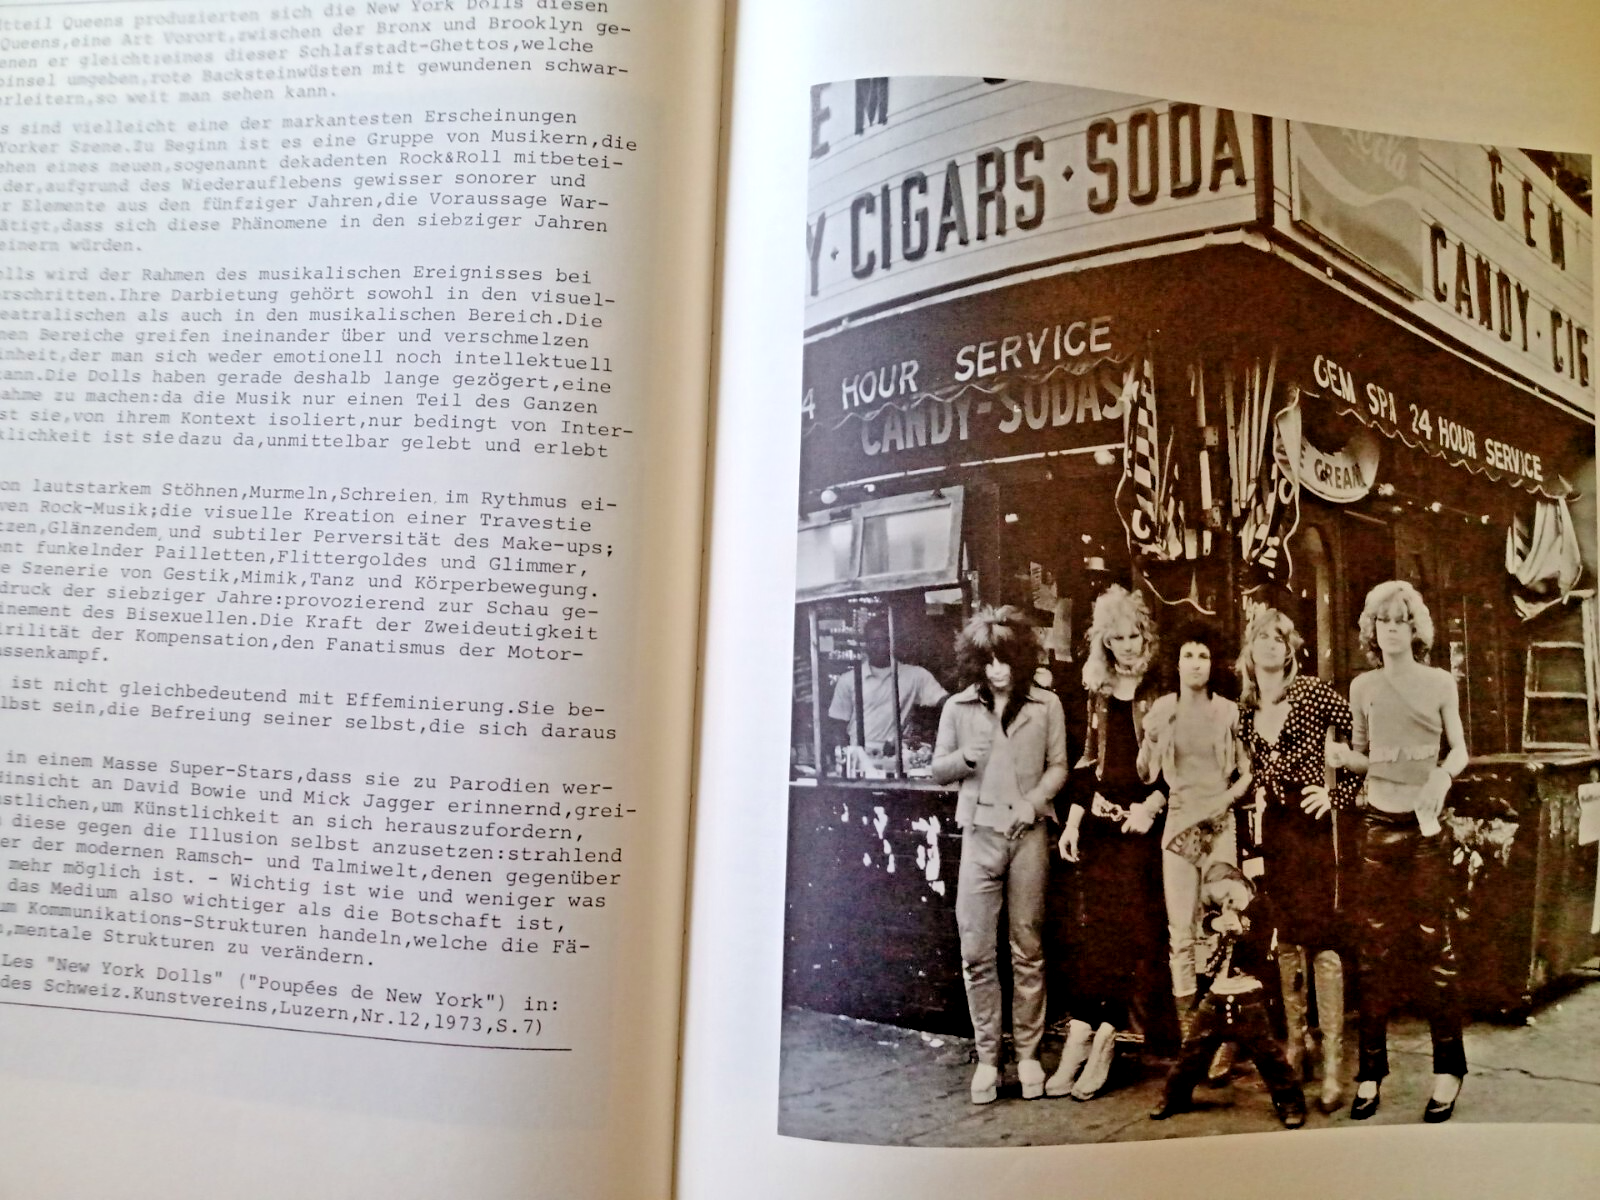 tteil Queens produzierten sich die New York Dolls diesen
Queens,eine Art Vorort,zwischen der Bronx und Brooklyn ge-
enen er gleicht;eines dieser Schlafstadt-Ghettos,welche
binsel umgeben,rote Backsteinwüsten mit gewundenen schwar-
rleitern,so weit man sehen kann.
s sind vielleicht eine der markantesten Erscheinungen
Yorker Szeme.Zu Beginn ist es eine Gruppe von Musikern,die
ehen eines neuen,sogenannt dekadenten Rock&Roll mitbetei-
der,aufgrund des Wiederauflebens gewisser sonorer und
r Elemente aus den fünfziger Jahren,die Voraussage War-
ätigt,dass sich diese Phänomene in den siebziger Jahren
einern würden.
lls wird der Rahmen des musikalischen Ereignisses bei
rschritten.Ihre Darbietung gehört sowohl in den visuel-
eatralischen als auch in den musikalischen Bereich.Die
nen Bereiche greifen ineinander über und verschmelzen
inheit,der man sich weder emotionell noch intellektuell
ann.Die Dolls haben gerade deshalb lange gezögert,eine
ahme zu machen:da die Musik nur einen Teil des Ganzen
st sie,von ihrem Kontext isoliert,nur bedingt von Inter-
klichkeit ist sie dazu da,unmittelbar gelebt und erlebt
on lautstarkem Stöhnen,Murmeln,Schreien im Rythmus ei-
ven Rock-Musik;die visuelle Kreation einer Travestie
tzen,Glänzendem und subtiler Perversität des Make-ups;
ent funkelnder Pailletten,Flittergoldes und Glimmer,
e Szenerie von Gestik,Mimik,Tanz und Körperbewegung.
druck der siebziger Jahre:provozierend zur Schau ge-
inement des Bisexuellen.Die Kraft der Zweideutigkeit
irilität der Kompensation,den Fanatismus der Motor-
assenkampf.
ist nicht gleichbedeutend mit Effeminierung.Sie be-
lbst sein,die Befreiung seiner selbst,die sich daraus
in einem Masse Super-Stars,dass sie zu Parodien wer-
Hinsicht an David Bowie und Mick Jagger erinnernd,grei-
stlichen,um Künstlichkeit an sich herauszufordern,
diese gegen die Illusion selbst anzusetzen:strahlend
er der modernen Ramsch- und Talmiwelt,denen gegenüber
mehr möglich ist. - Wichtig ist wie und weniger was
das Medium also wichtiger als die Botschaft ist,
um Kommunikations-Strukturen handeln,welche die Fä-
,mentale Strukturen zu verändern.
Les "New York Dolls" ("Poupées de New York") in:
des Schweiz.Kunstvereins,Luzern,Nr.12,1973,S.7)
EM
Y·CIGARS·SODA
GEM
CANDY·CIG
4 HOUR SERVICE
CANDY-SODAS
GEM SPA 24 HOUR SERVICE
CREAM